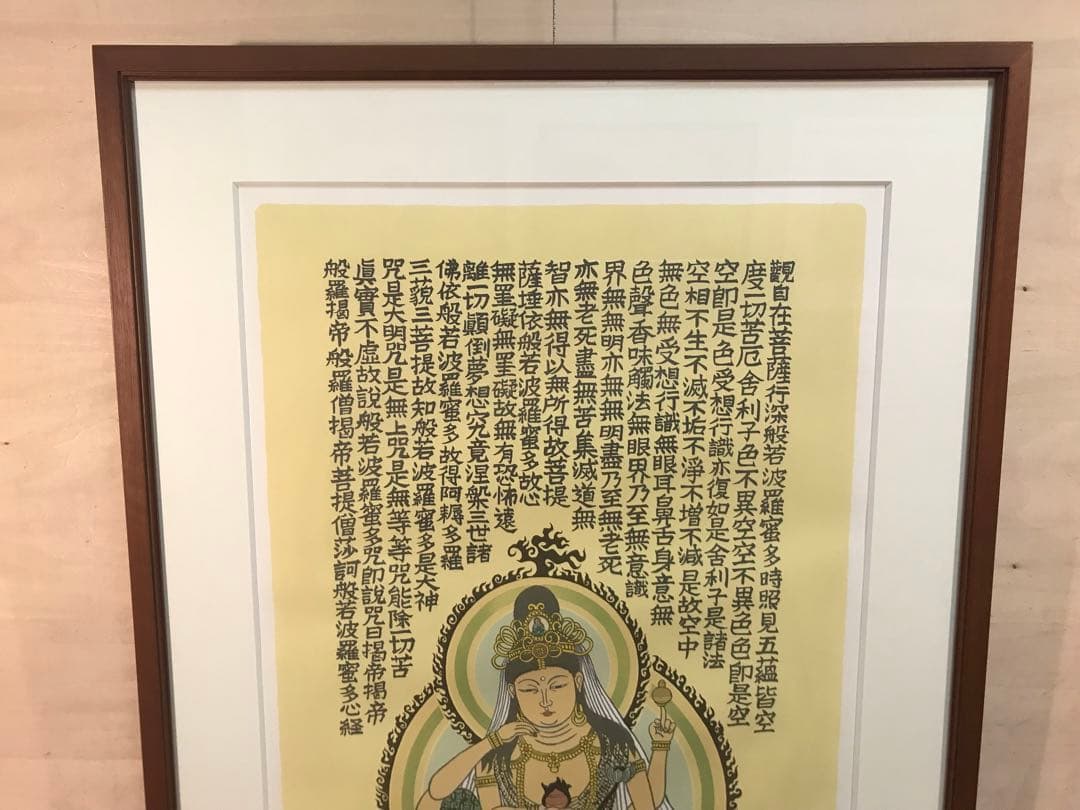 觀自在菩薩行深般若波羅蜜多時照見五蘊皆空
度一切苦厄舍利子色不異空空不異色色即是空
空即是色受想行識亦復如是舍利子是諸法
空相不生不滅不垢不淨不增不減是故空中
無色無受想行識無眼耳鼻舌身意無
色聲香味觸法無眼界乃至無意識
界無無明亦無無明盡乃至無老死
亦無老死盡無苦集滅道無
智亦無得以無所得故菩提
薩埵依般若波羅蜜多故心
無罣礙無罣礙故無有恐怖遠
離一切顛倒夢想究竟涅槃三世諸
佛依般若波羅蜜多故得阿耨多羅
三藐三菩提故知般若波羅蜜多是大神
咒是大明咒是無上咒是無等等咒能除一切苦
眞實不虛故說般若波羅蜜多咒即說咒曰揭帝揭帝
般羅揭帝般羅僧揭帝菩提僧莎訶般若波羅蜜多心経